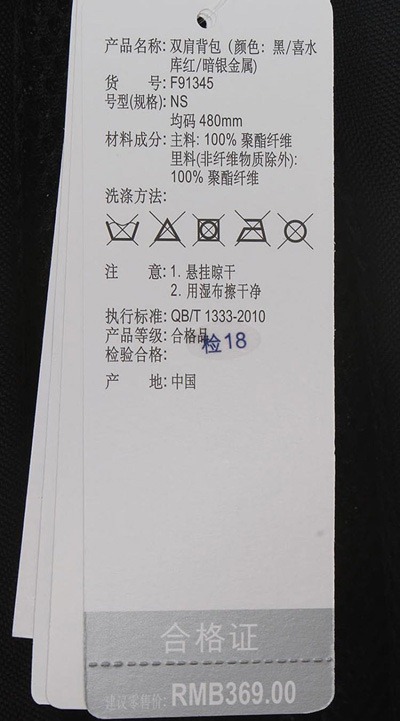 产品名称: 双肩背包（颜色：黑/喜水
库红/暗银金属)
货 号: F91345
号型(规格): NS
均码 480mm
材料成分: 主料: 100% 聚酯纤维
里料(非纤维物质除外):
100% 聚酯纤维
洗涤方法:
注 意: 1. 悬挂晾干
2. 用湿布擦干净
执行标准: QB/T 1333-2010
产品等级: 合格品
检18
检验合格:
产 地: 中国
合格证
建议零售价: RMB369.00